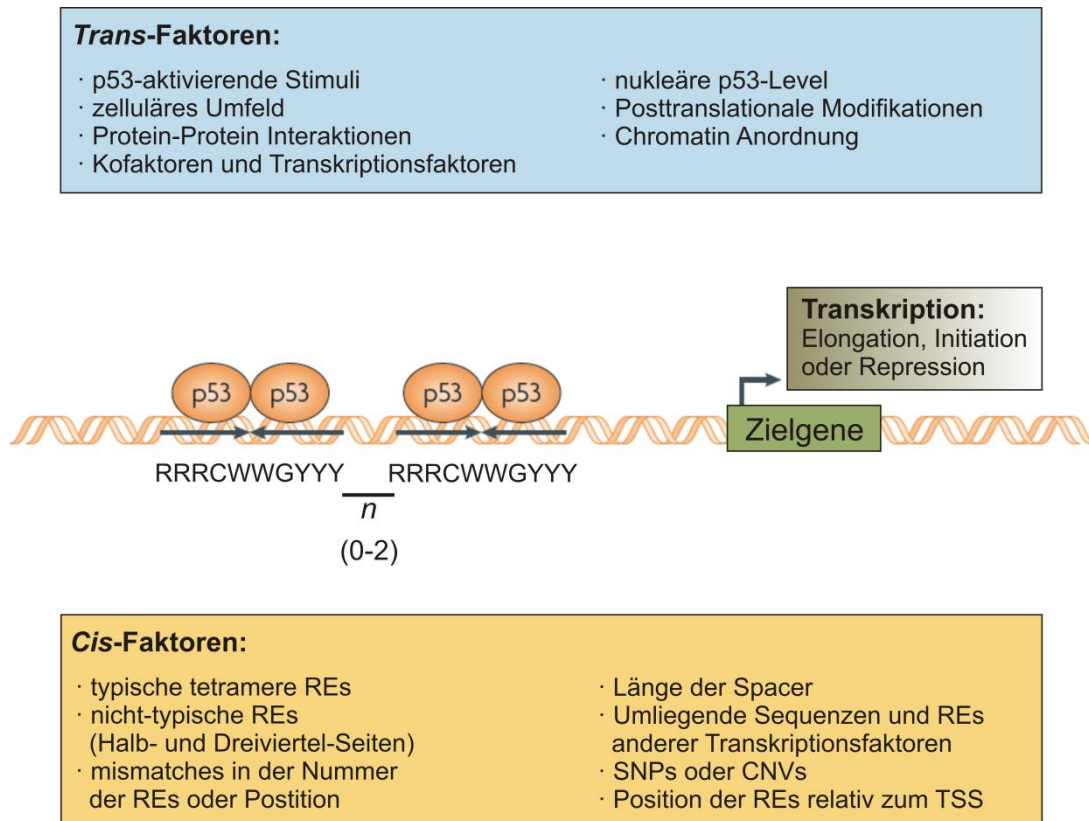 Trans-Faktoren:
· p53-aktivierende Stimuli
· zelluläres Umfeld
· Protein-Protein Interaktionen
· Kofaktoren und Transkriptionsfaktoren
· nukleäre p53-Level
· Posttranslationale Modifikationen
· Chromatin Anordnung
Transkription:
Elongation, Initiation
oder Repression
p53 p53 p53 p53
Zielgene
RRRCWWGYYY RRRCWWGYYY
n
(0-2)
Cis-Faktoren:
· typische tetramere REs
· nicht-typische REs
(Halb- und Dreiviertel-Seiten)
· mismatches in der Nummer
der REs oder Postition
· Länge der Spacer
· Umliegende Sequenzen und REs
anderer Transkriptionsfaktoren
· SNPs oder CNVs
· Position der REs relativ zum TSS